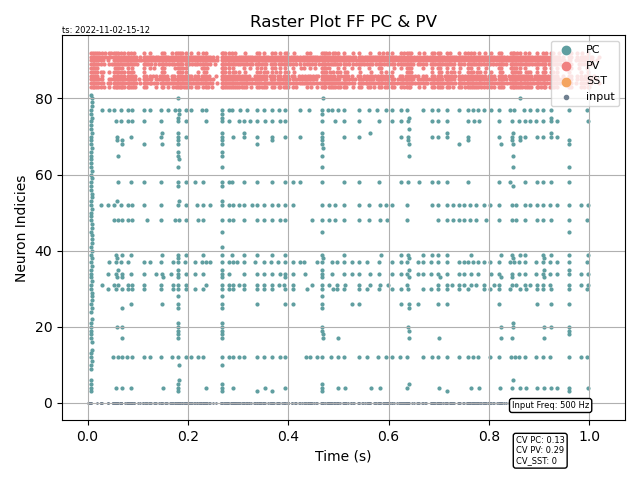 Raster Plot FF PC & PV
ts: 2022-11-02-15-12
PC
PV
SST
input
Neuron Indicies
80
60
40
20
0
Input Freq: 500 Hz
0.0 0.2 0.4 0.6 0.8 1.0
Time (s)
CV PC: 0.13
CV PV: 0.29
CV_SST: 0